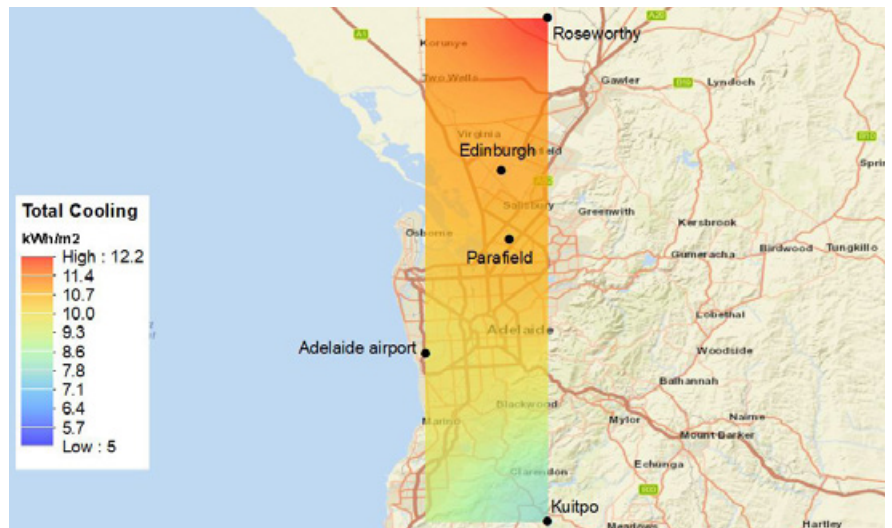 A1
Korunye
A20
Roseworthy
Two Wells
Gawler
B19
Lyndoch
Virginia
B10
Edinburgh
Sprin
Total Cooling
kWh/m2
High : 12.2
11.4
10.7
10.0
9.3
8.6
7.8
7.1
6.4
5.7
Low : 5
Salisbury
Greenwith
Kersbrook
Osborne
Parafield
Gumeracha
Birdwood
Tungkillo
Adelaide
Lobethal
Adelaide airport
Woodside
Balhannah
Blackwood
Marino
Mylor
Nairne
Mount Barker
Clarendon
Echunga
Kuitpo
Meadows
Hartley